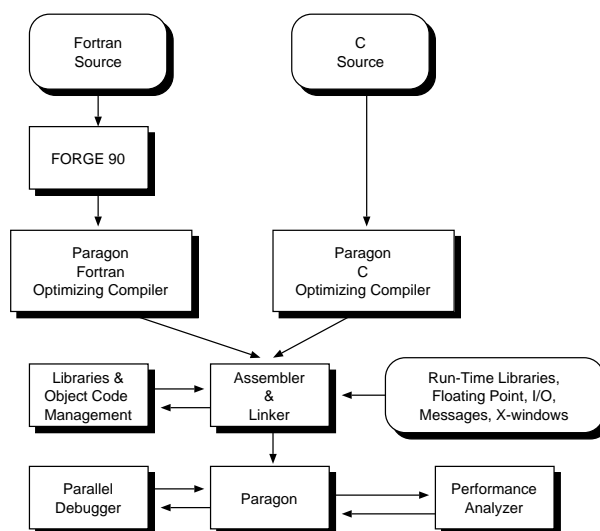 Fortran
Source
C
Source
FORGE 90
Paragon
Fortran
Optimizing Compiler
Paragon
C
Optimizing Compiler
Libraries &
Object Code
Management
Assembler
&
Linker
Run-Time Libraries,
Floating Point, I/O,
Messages, X-windows
Parallel
Debugger
Paragon
Performance
Analyzer